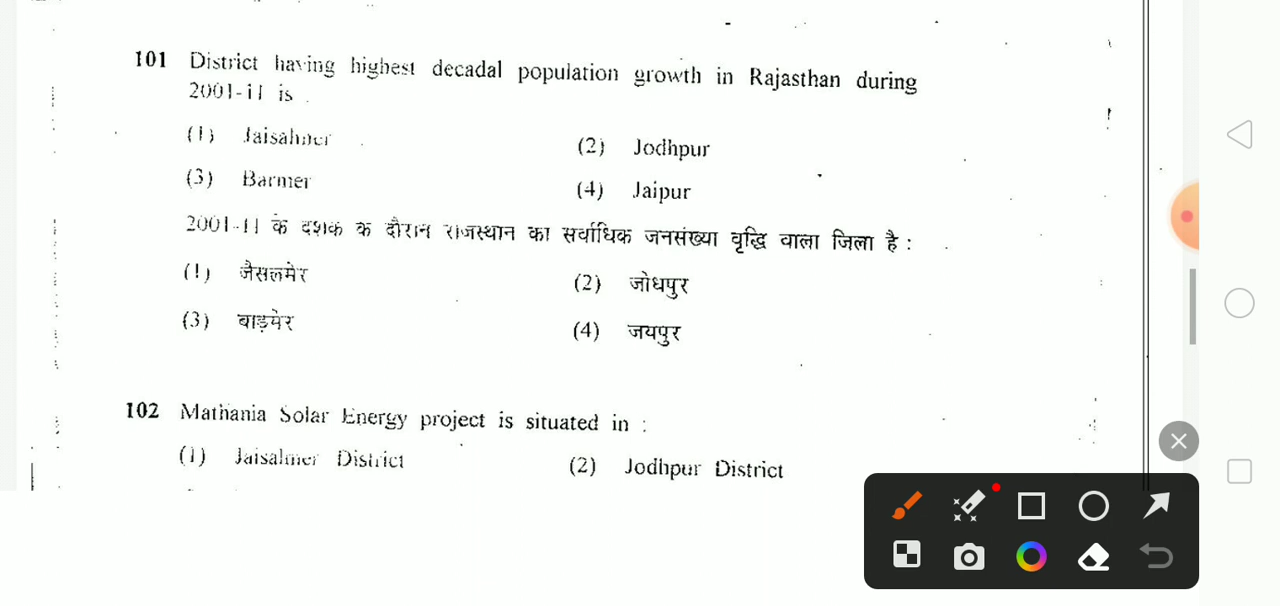 101 District having highest decadal population growth in Rajasthan during
2001-11 is
(1) Jaisalmer (2) Jodhpur
(3) Barmer (4) Jaipur
2001-11 के दशक के दौरान राजस्थान का सर्वाधिक जनसंख्या वृद्धि वाला जिला है :
(1) जैसलमेर (2) जोधपुर
(3) बाड़मेर (4) जयपुर
102 Mathania Solar Energy project is situated in :
(1) Jaisalmer District (2) Jodhpur District